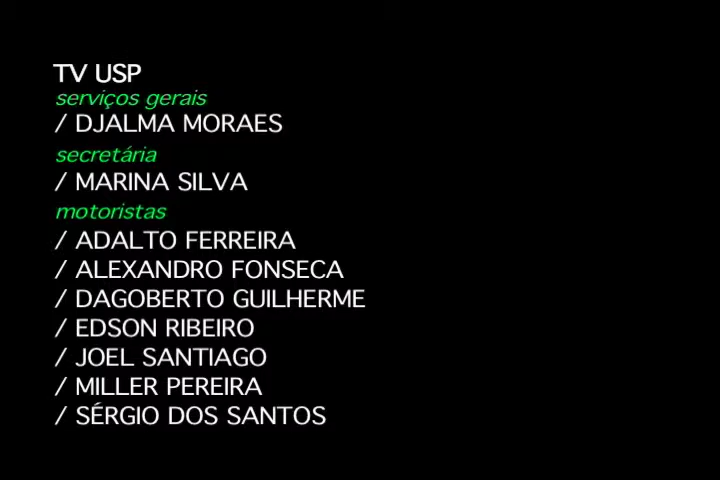 TV USP
serviços gerais
/ DJALMA MORAES
secretária
/ MARINA SILVA
motoristas
/ ADALTO FERREIRA
/ ALEXANDRO FONSECA
/ DAGOBERTO GUILHERME
/ EDSON RIBEIRO
/ JOEL SANTIAGO
/ MILLER PEREIRA
/ SÉRGIO DOS SANTOS